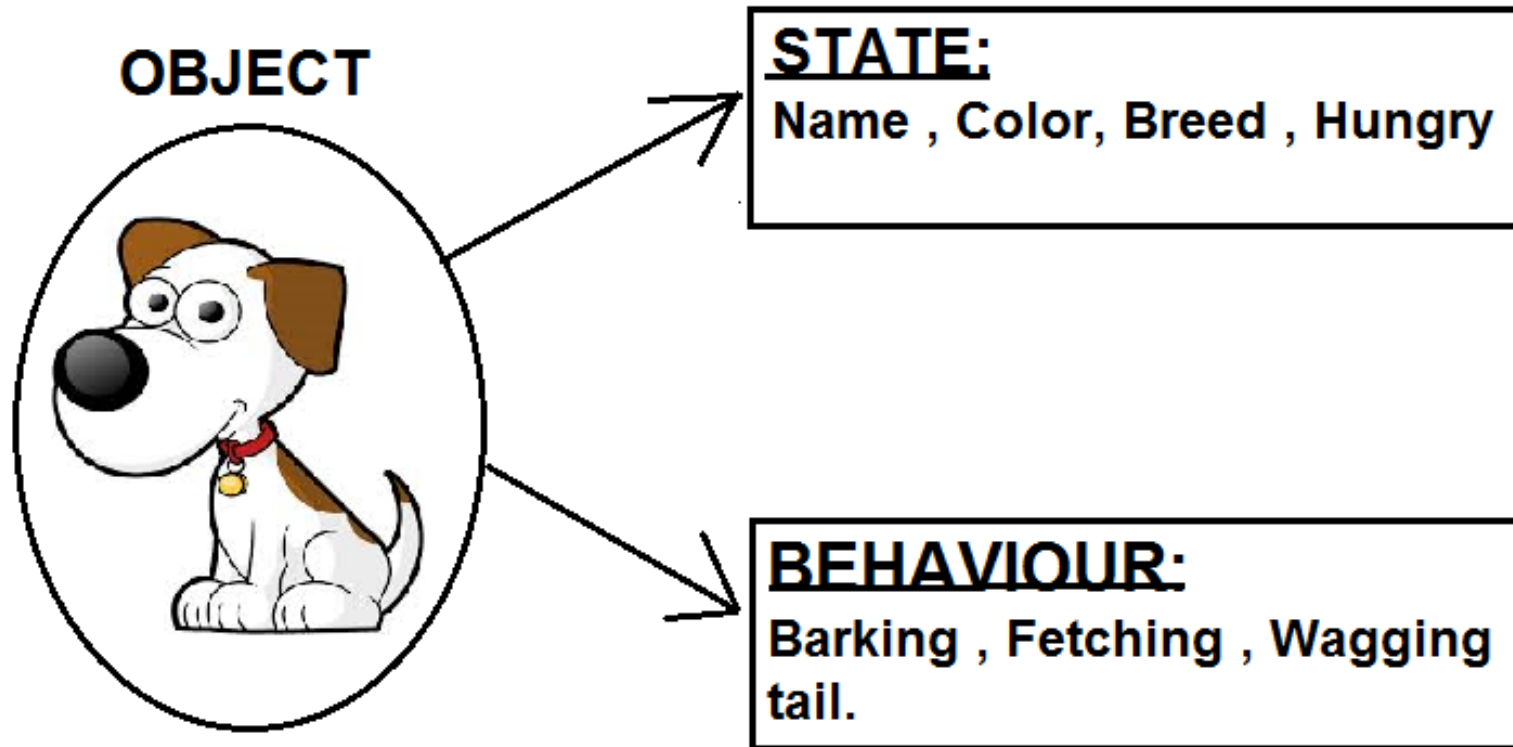 OBJECT
STATE:
Name , Color, Breed , Hungry
BEHAVIOUR:
Barking , Fetching , Wagging
tail.